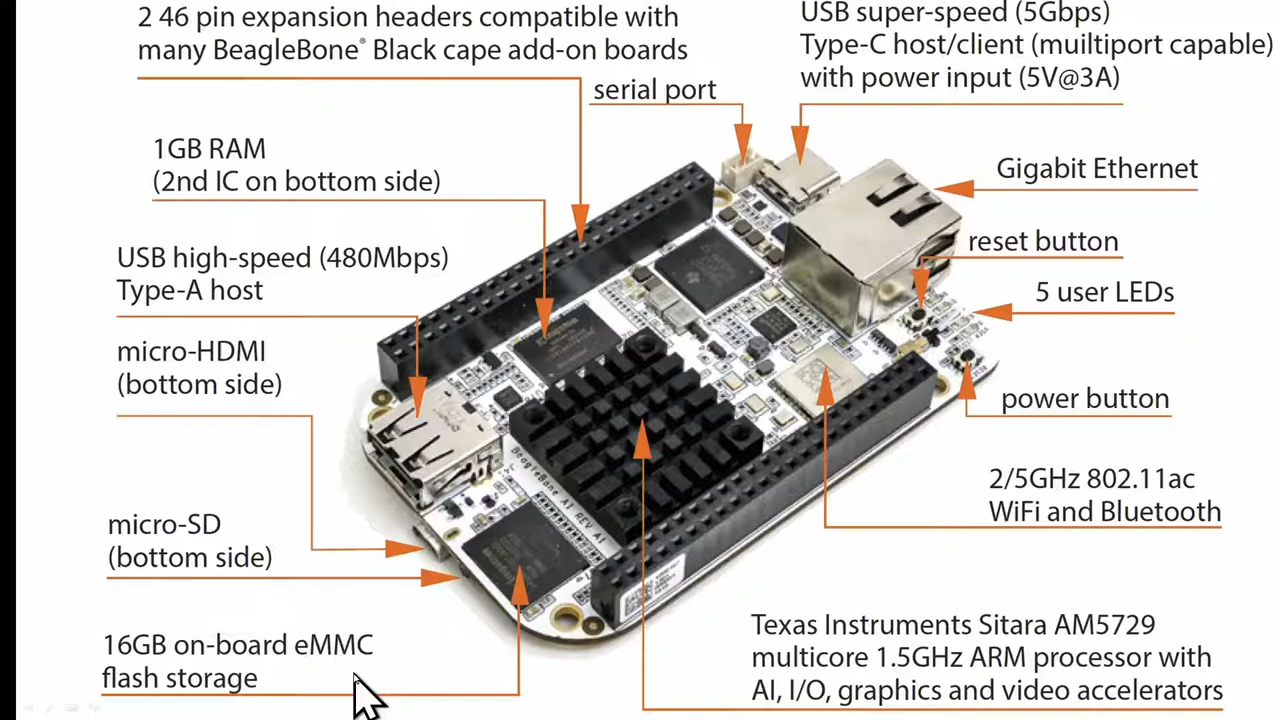 2 46 pin expansion headers compatible with
many BeagleBone® Black cape add-on boards
USB super-speed (5Gbps)
Type-C host/client (muiltiport capable)
with power input (5V@3A)
serial port
1GB RAM
(2nd IC on bottom side)
Gigabit Ethernet
USB high-speed (480Mbps)
Type-A host
reset button
5 user LEDs
micro-HDMI
(bottom side)
power button
2/5GHz 802.11ac
WiFi and Bluetooth
BeagleBone AI REV A1
micro-SD
(bottom side)
16GB on-board eMMC
flash storage
Texas Instruments Sitara AM5729
multicore 1.5GHz ARM processor with
AI, I/O, graphics and video accelerators